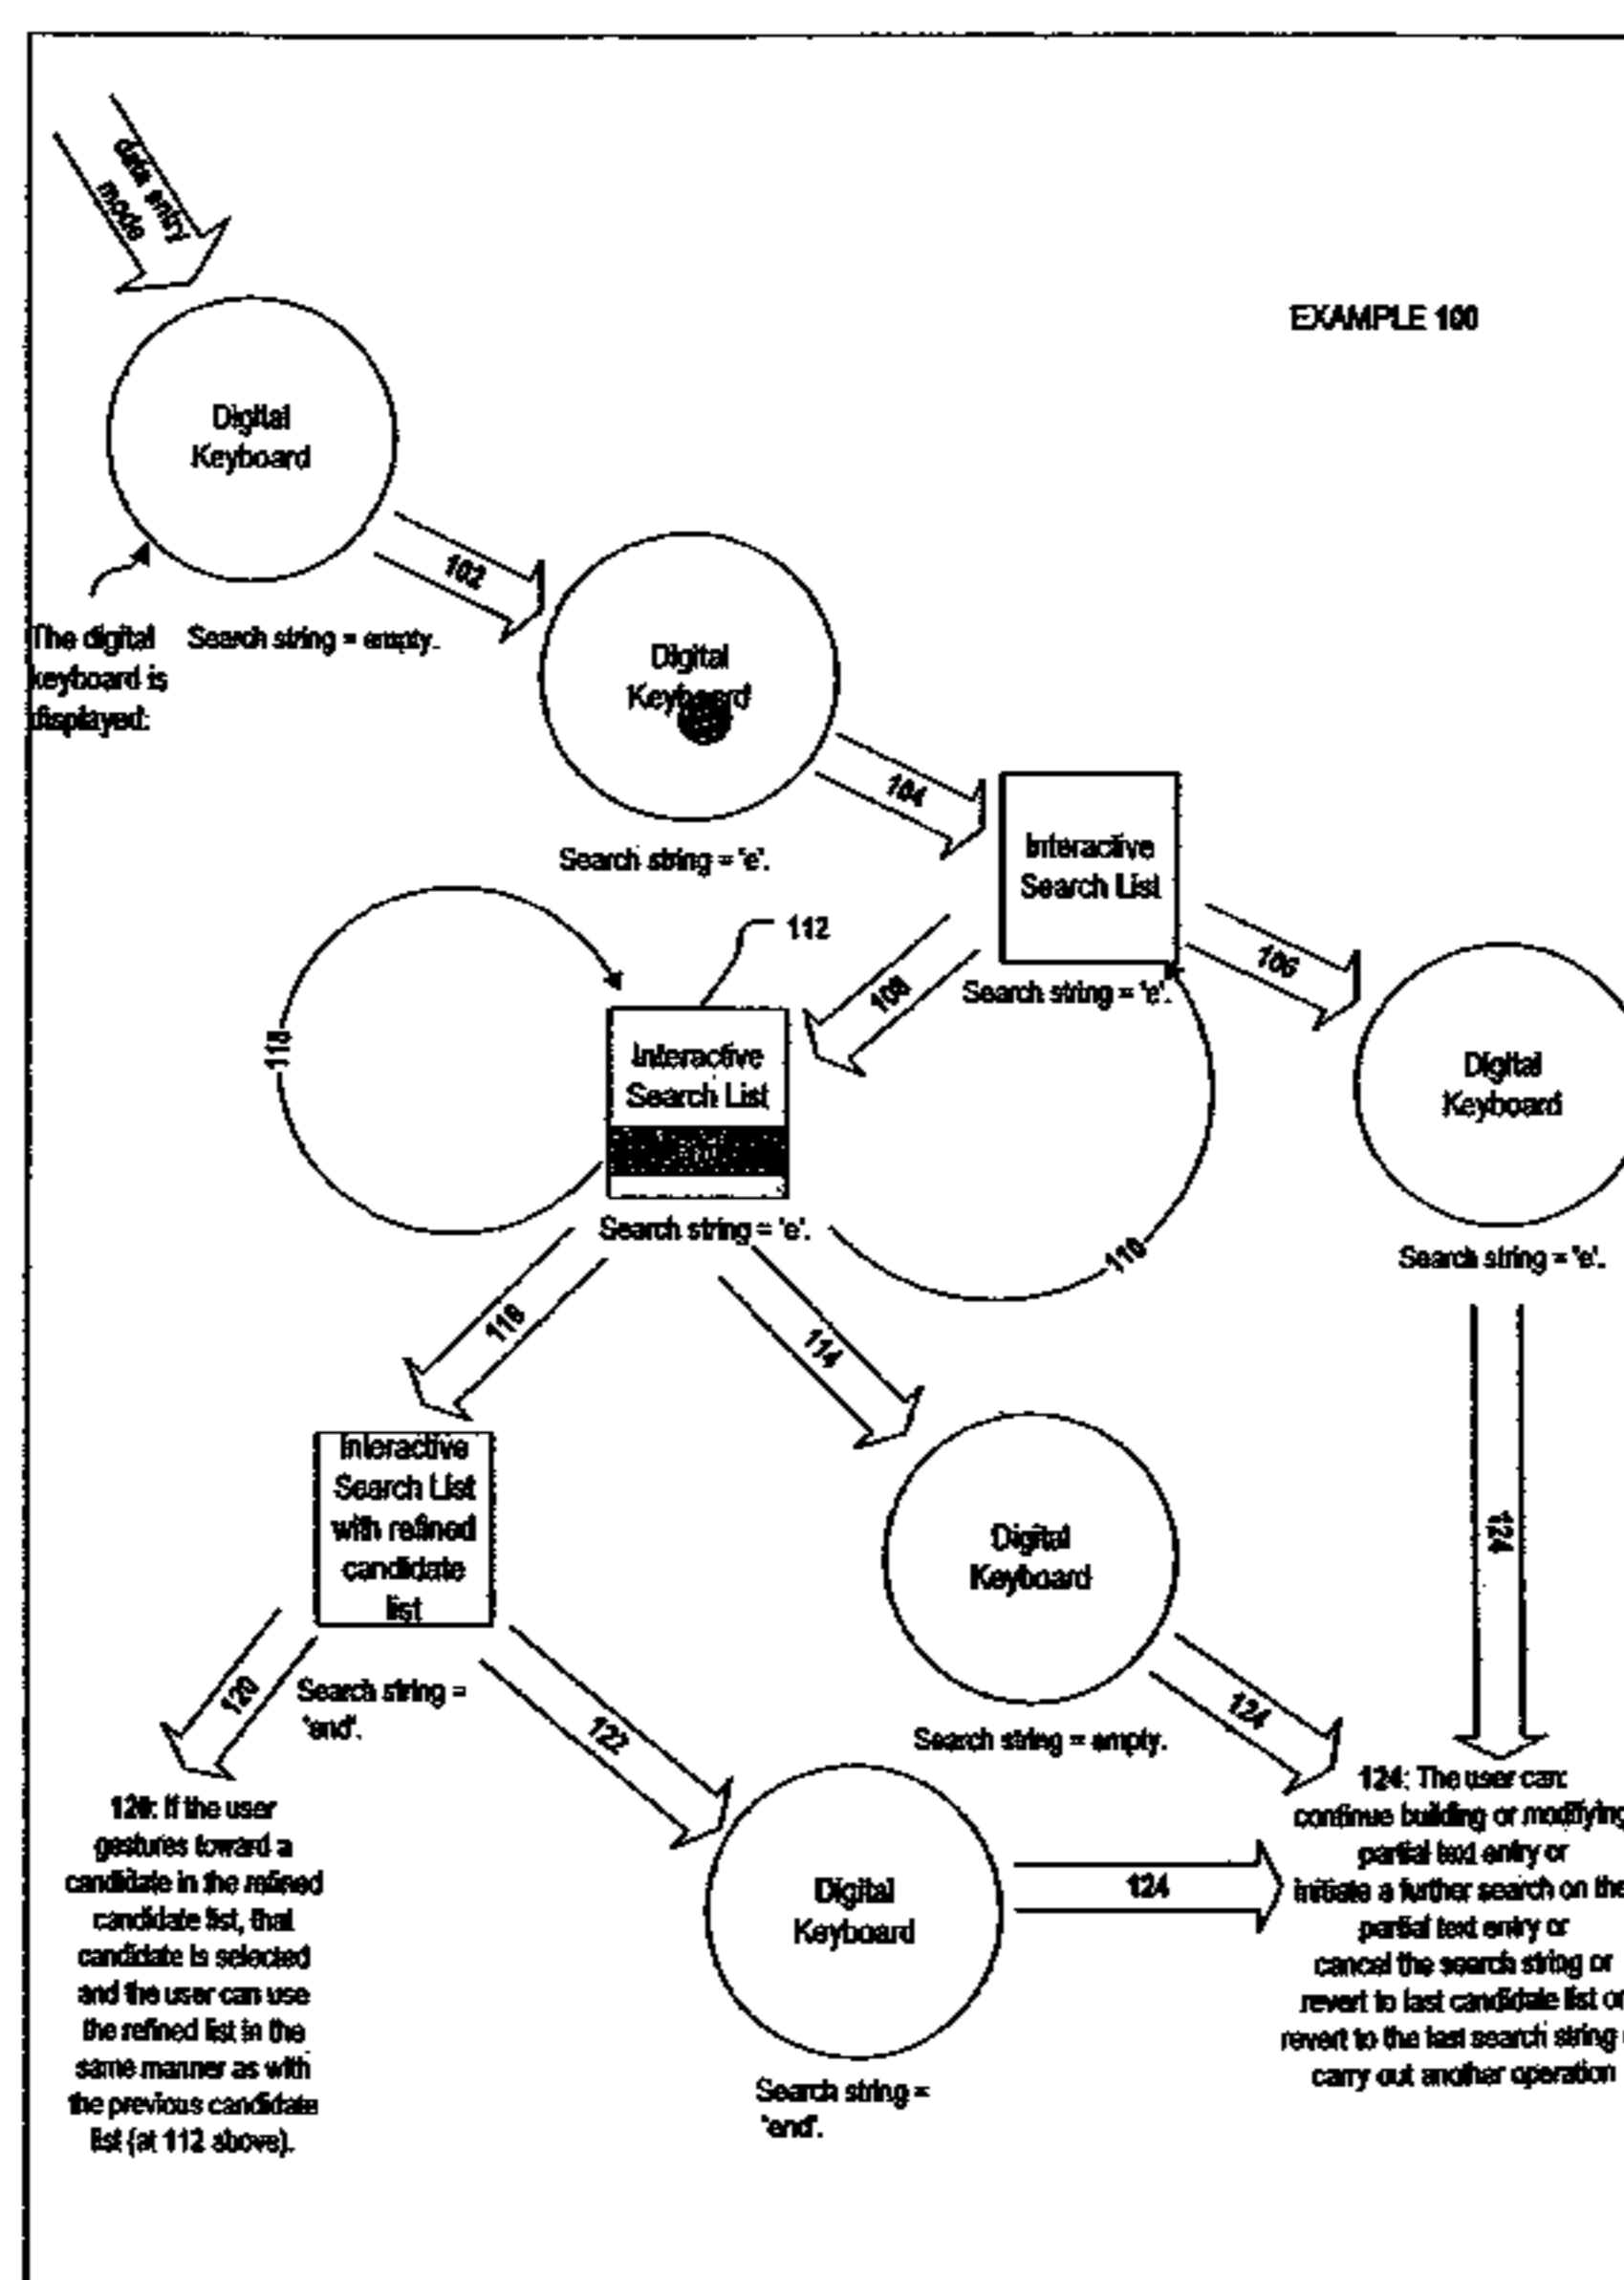 data entry
mode
EXAMPLE 100
Digital
Keyboard
102
The digital
keyboard is
displayed:
Search string = empty.
Digital
Keyboard
104
Search string = 'e'.
Interactive
Search List
112
106
108
Search string = 'e'.
Interactive
Search List
Digital
Keyboard
Search string = 'e'.
Search string = 'e'.
114
124
Interactive
Search List
with refined
candidate
list
Digital
Keyboard
120
Search string =
'end'.
122
124
Search string = empty.
120: If the user
gestures toward a
candidate in the refined
candidate list, that
candidate is selected
and the user can use
the refined list in the
same manner as with
the previous candidate
list (at 112 above).
Digital
Keyboard
124
Search string =
'end'.
124: The user can:
continue building or modifying
partial text entry or
initiate a further search on the
partial text entry or
cancel the search string or
revert to last candidate list or
revert to the last search string
carry out another operation